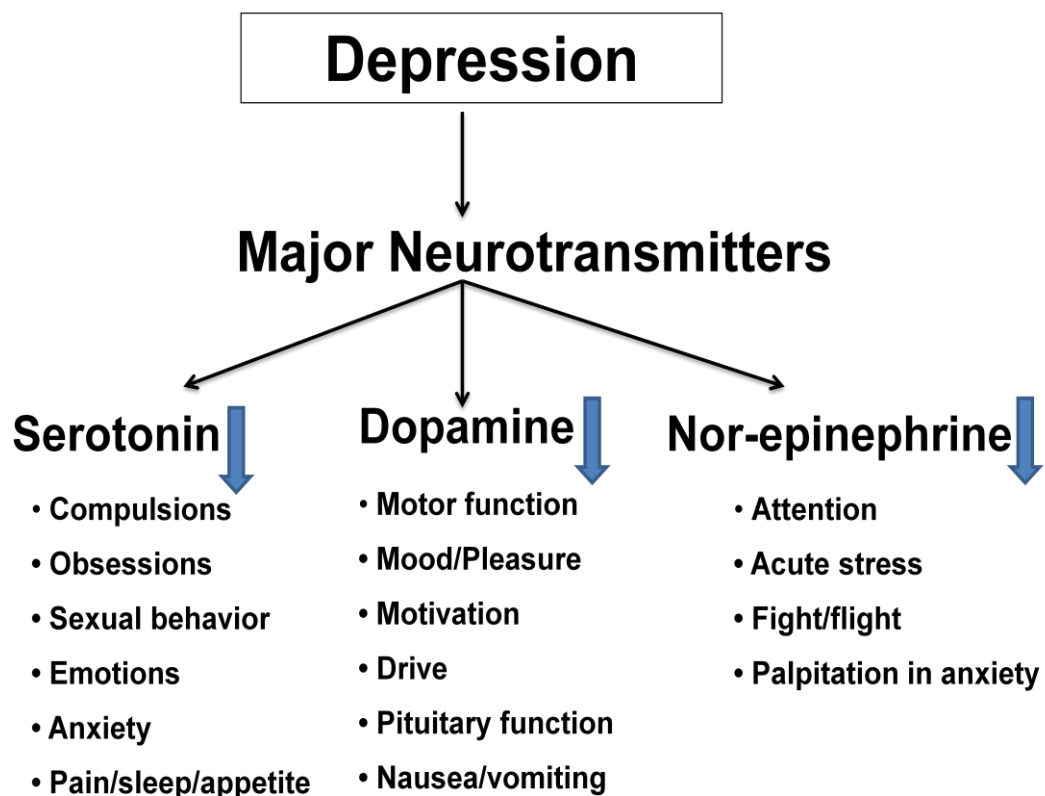 Depression
Major Neurotransmitters
Serotonin
• Compulsions
• Obsessions
• Sexual behavior
• Emotions
• Anxiety
• Pain/sleep/appetite
Dopamine
• Motor function
• Mood/Pleasure
• Motivation
• Drive
• Pituitary function
• Nausea/vomiting
Nor-epinephrine
• Attention
• Acute stress
• Fight/flight
• Palpitation in anxiety